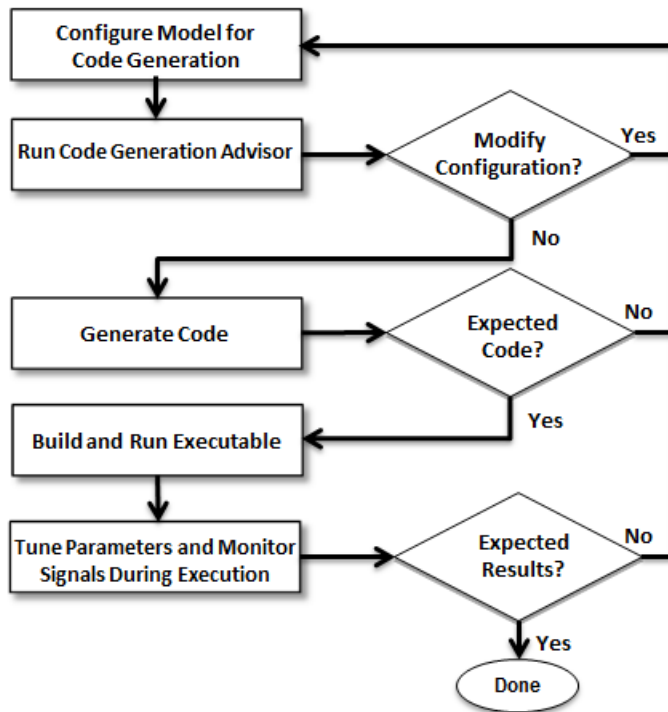 Configure Model for
Code Generation
Run Code Generation Advisor
Modify
Configuration?
Yes
No
Generate Code
Expected
Code?
No
Yes
Build and Run Executable
Tune Parameters and Monitor
Signals During Execution
Expected
Results?
No
Yes
Done